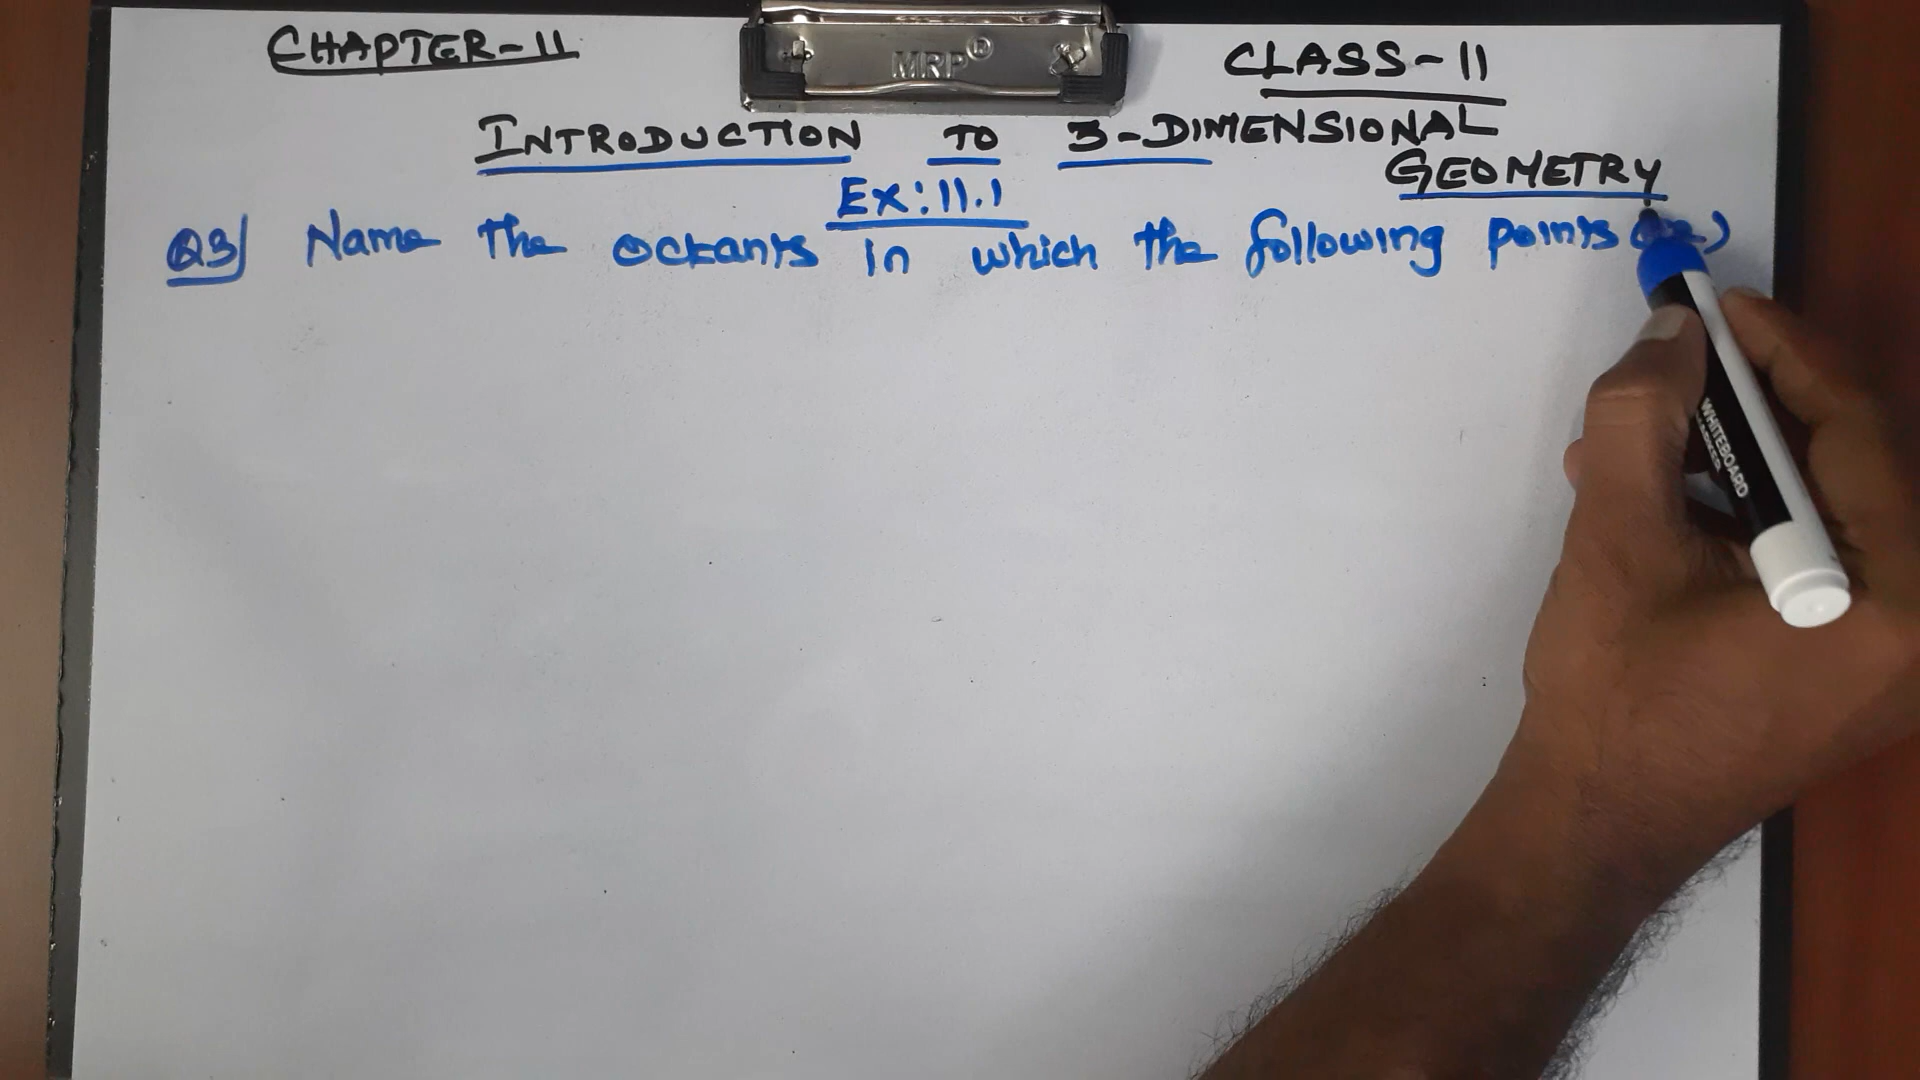 CHAPTER-11
MRP®
CLASS-11
INTRODUCTION TO 3-DIMENSIONAL
GEOMETRY
Ex:11.1
Q3) Name the octants in which the following points
WHITEBOARD
MARKER